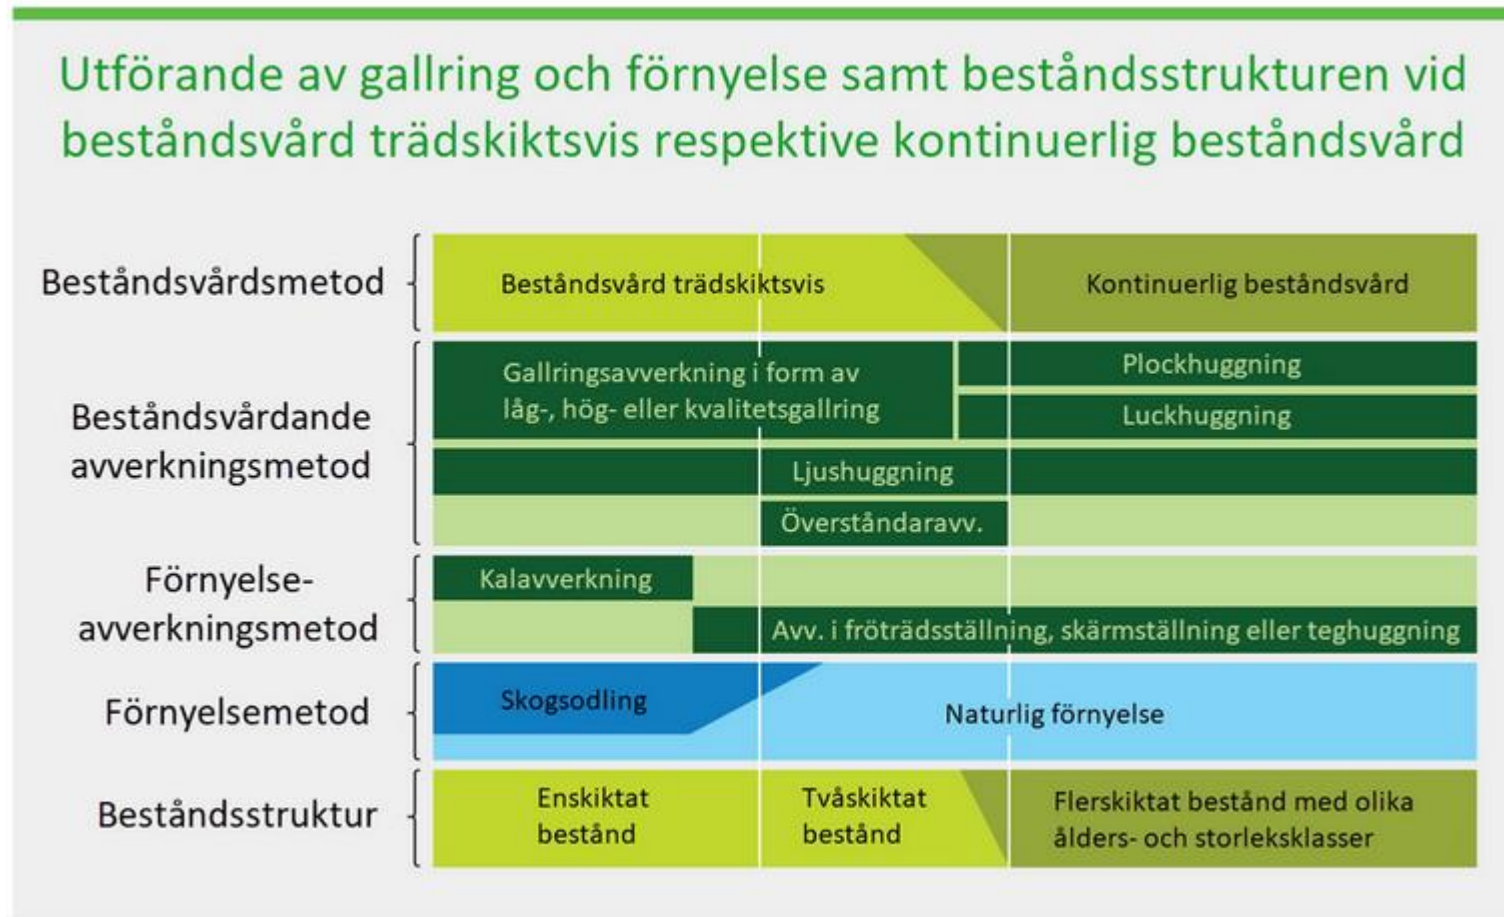 Utförande av gallring och förnyelse samt beståndsstrukturen vid
beståndsvård trädskiktsvis respektive kontinuerlig beståndsvård
Beståndsvårdsmetod
Beståndsvård trädskiktsvis
Kontinuerlig beståndsvård
Beståndsvårdande
avverkningsmetod
Gallringsavverkning i form av
låg-, hög- eller kvalitetsgallring
Plockhuggning
Luckhuggning
Ljushuggning
Överståndaravv.
Förnyelse-
avverkningsmetod
Kalavverkning
Avv. i fröträdsställning, skärmställning eller teghuggning
Förnyelsemetod
Skogsodling
Naturlig förnyelse
Beståndsstruktur
Enskiktat
bestånd
Tvåskiktat
bestånd
Flerskiktat bestånd med olika
ålders- och storleksklasser